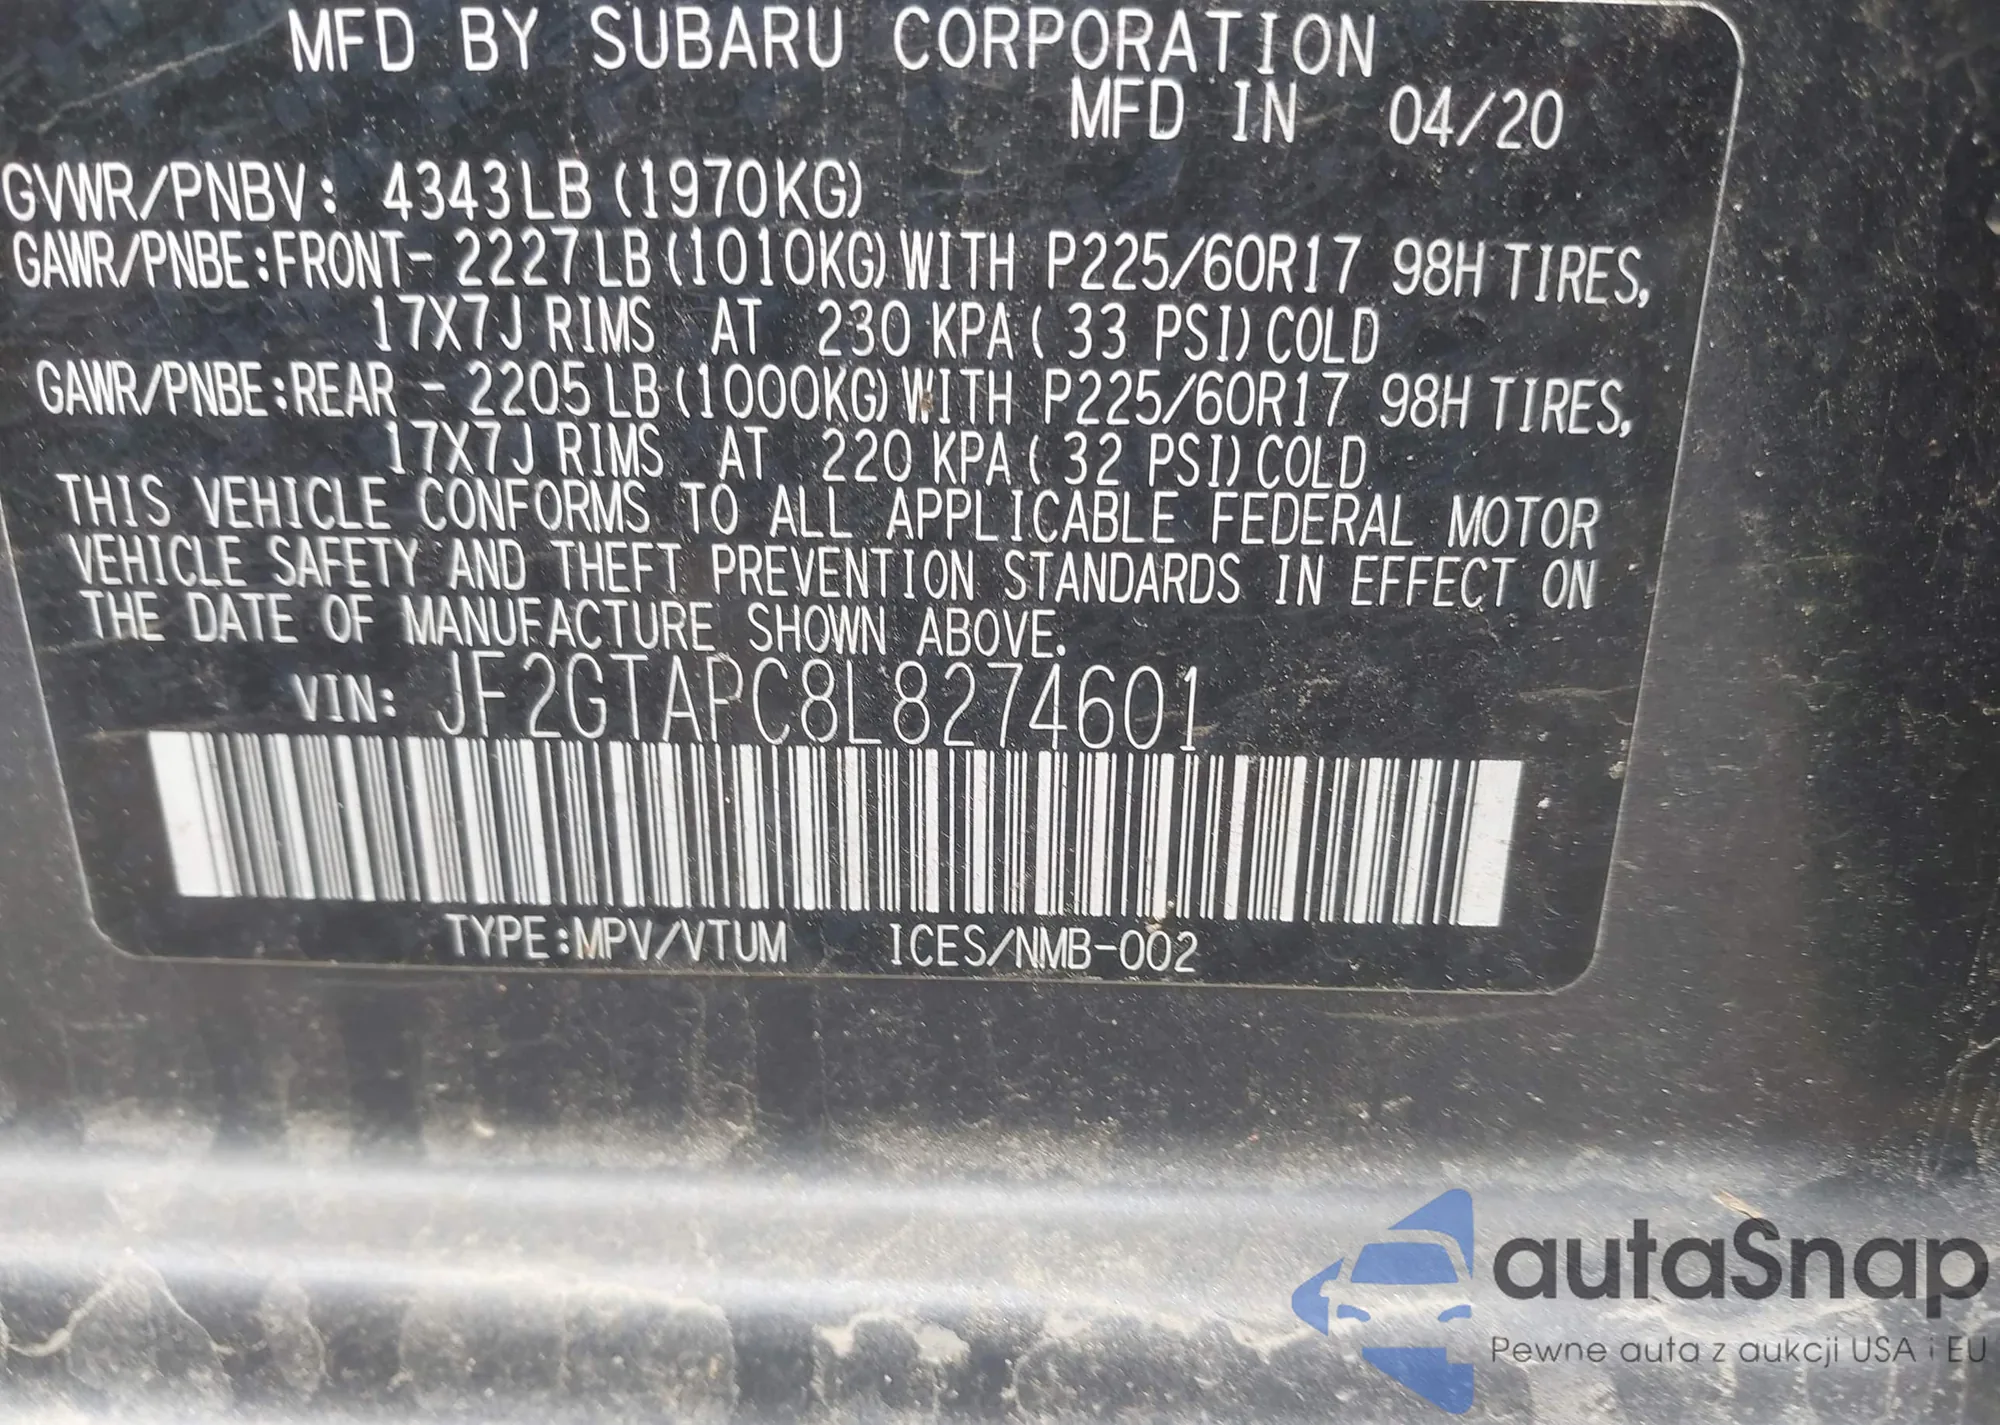 MFD BY SUBARU CORPORATION
MFD IN 04/20
GVWR/PNBV: 4343LB (1970KG)
GAWR/PNBE:FRONT- 2227LB (1010KG) WITH P225/60R17 98H TIRES,
17X7J RIMS AT 230 KPA ( 33 PSI) COLD
GAWR/PNBE:REAR - 2205LB (1000KG) WITH P225/60R17 98H TIRES,
17X7J RIMS AT 220 KPA ( 32 PSI) COLD
THIS VEHICLE CONFORMS TO ALL APPLICABLE FEDERAL MOTOR
VEHICLE SAFETY AND THEFT PREVENTION STANDARDS IN EFFECT ON
THE DATE OF MANUFACTURE SHOWN ABOVE.
VIN: JF2GTAPC8L8274601
TYPE:MPV/VTUM ICES/NMB-002
autaSnap
Pewne auta z aukcji USA i EU